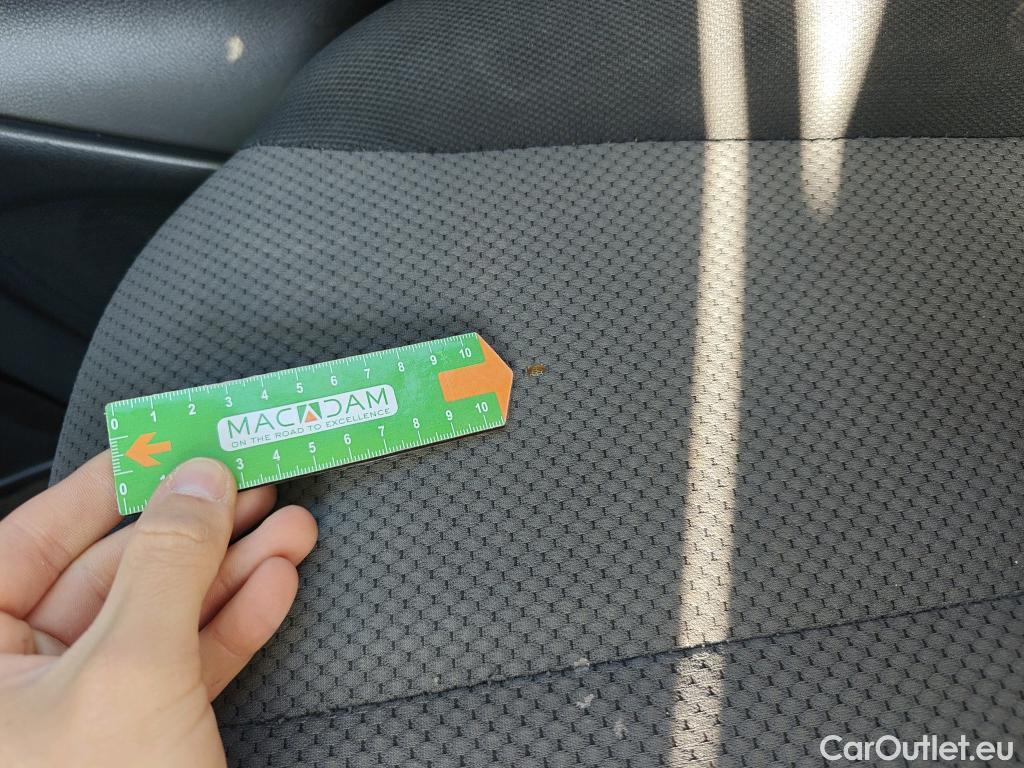 0 1 2 3 4 5 6 7 8 9 10
MACADAM
ON THE ROAD TO EXCELLENCE
0 1 3 4 5 6 7 8 9 10
CarOutlet.eu